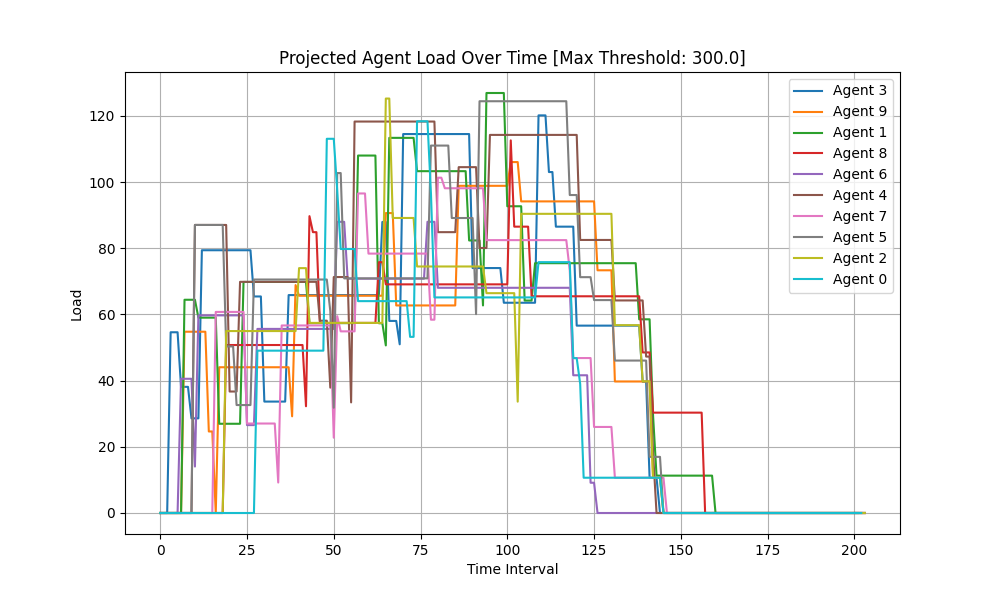 Projected Agent Load Over Time [Max Threshold: 300.0]
Load
120
100
80
60
40
20
0
0 25 50 75 100 125 150 175 200
Time Interval
Agent 3
Agent 9
Agent 1
Agent 8
Agent 6
Agent 4
Agent 7
Agent 5
Agent 2
Agent 0